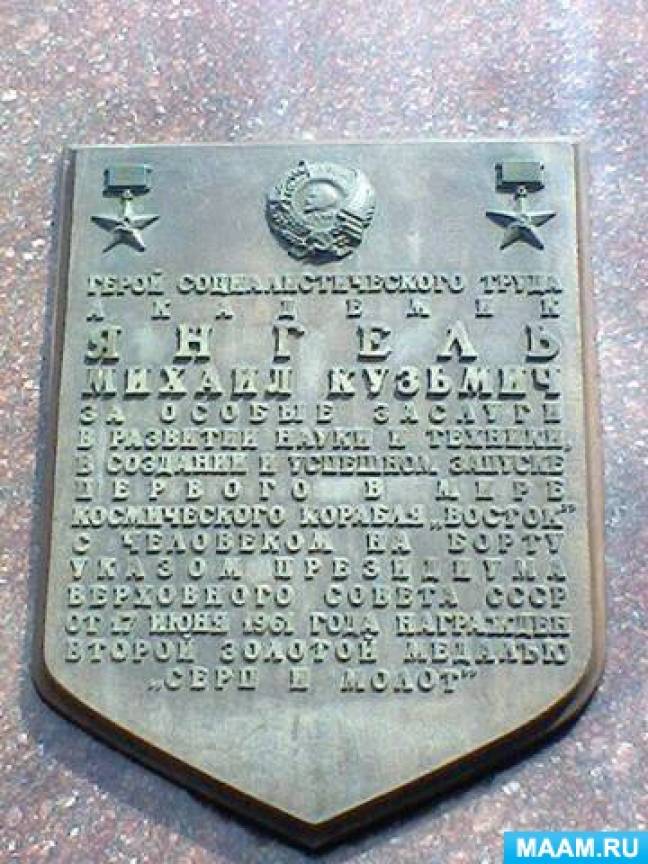 ГЕРОЙ СОЦИАЛИСТИЧЕСКОГО ТРУДА
АКАДЕМИК
ЯНГЕЛЬ
МИХАИЛ КУЗЬМИЧ
ЗА ОСОБЫЕ ЗАСЛУГИ
В РАЗВИТИИ НАУКИ И ТЕХНИКИ,
В СОЗДАНИИ И УСПЕШНОМ ЗАПУСКЕ
ПЕРВОГО В МИРЕ
КОСМИЧЕСКОГО КОРАБЛЯ „ВОСТОК”
С ЧЕЛОВЕКОМ НА БОРТУ
УКАЗОМ ПРЕЗИДИУМА
ВЕРХОВНОГО СОВЕТА СССР
ОТ 17 ИЮНЯ 1961 ГОДА НАГРАЖДЕН
ВТОРОЙ ЗОЛОТОЙ МЕДАЛЬЮ
„СЕРП И МОЛОТ”
MAAM.RU